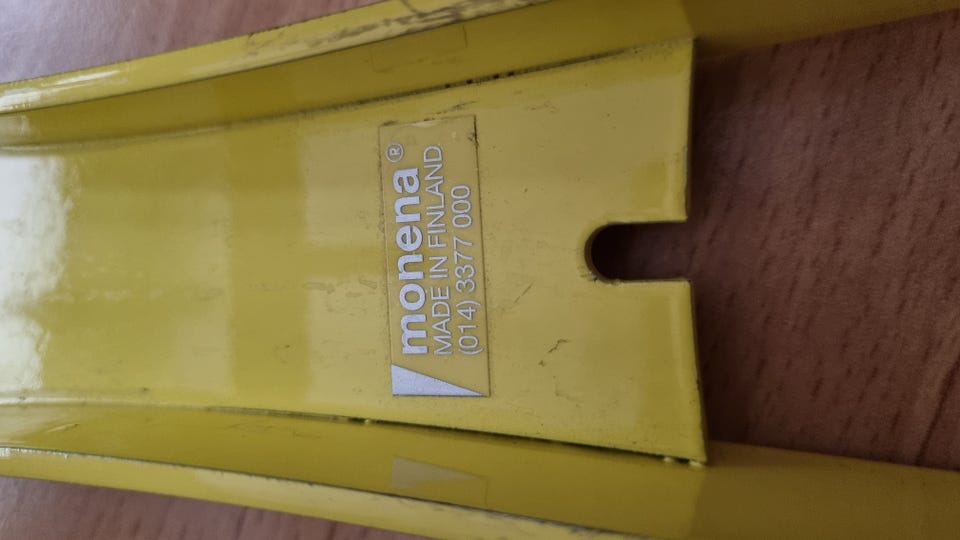 monena®
MADE IN FINLAND
(014) 3377 000